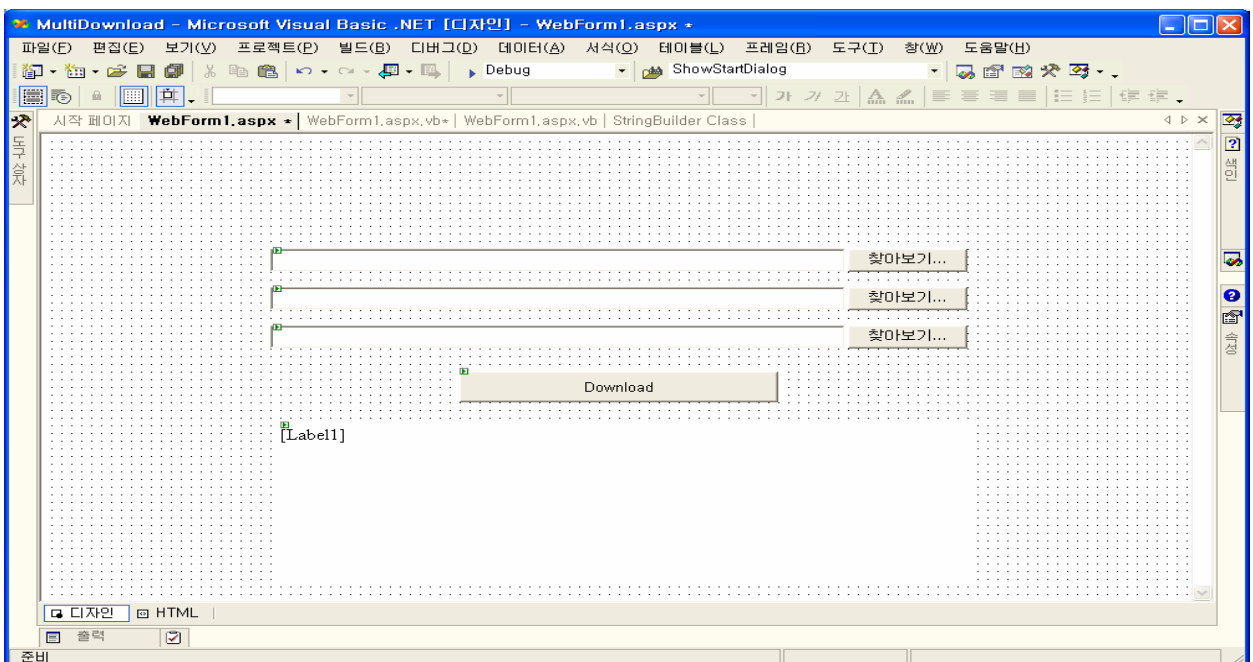 MultiDownload - Microsoft Visual Basic .NET [디자인] - WebForm1.aspx *
파일(F) 편집(E) 보기(V) 프로젝트(P) 빌드(B) 디버그(D) 데이터(A) 서식(O) 테이블(L) 프레임(R) 도구(T) 창(W) 도움말(H)
Debug ShowStartDialog
가 가 가 A
시작 페이지 WebForm1.aspx * | WebForm1.aspx.vb* | WebForm1.aspx.vb | StringBuilder Class |
도구 상자
색인
찾아보기...
찾아보기...
찾아보기...
속성
Download
[Label1]
디자인 HTML
출력
준비